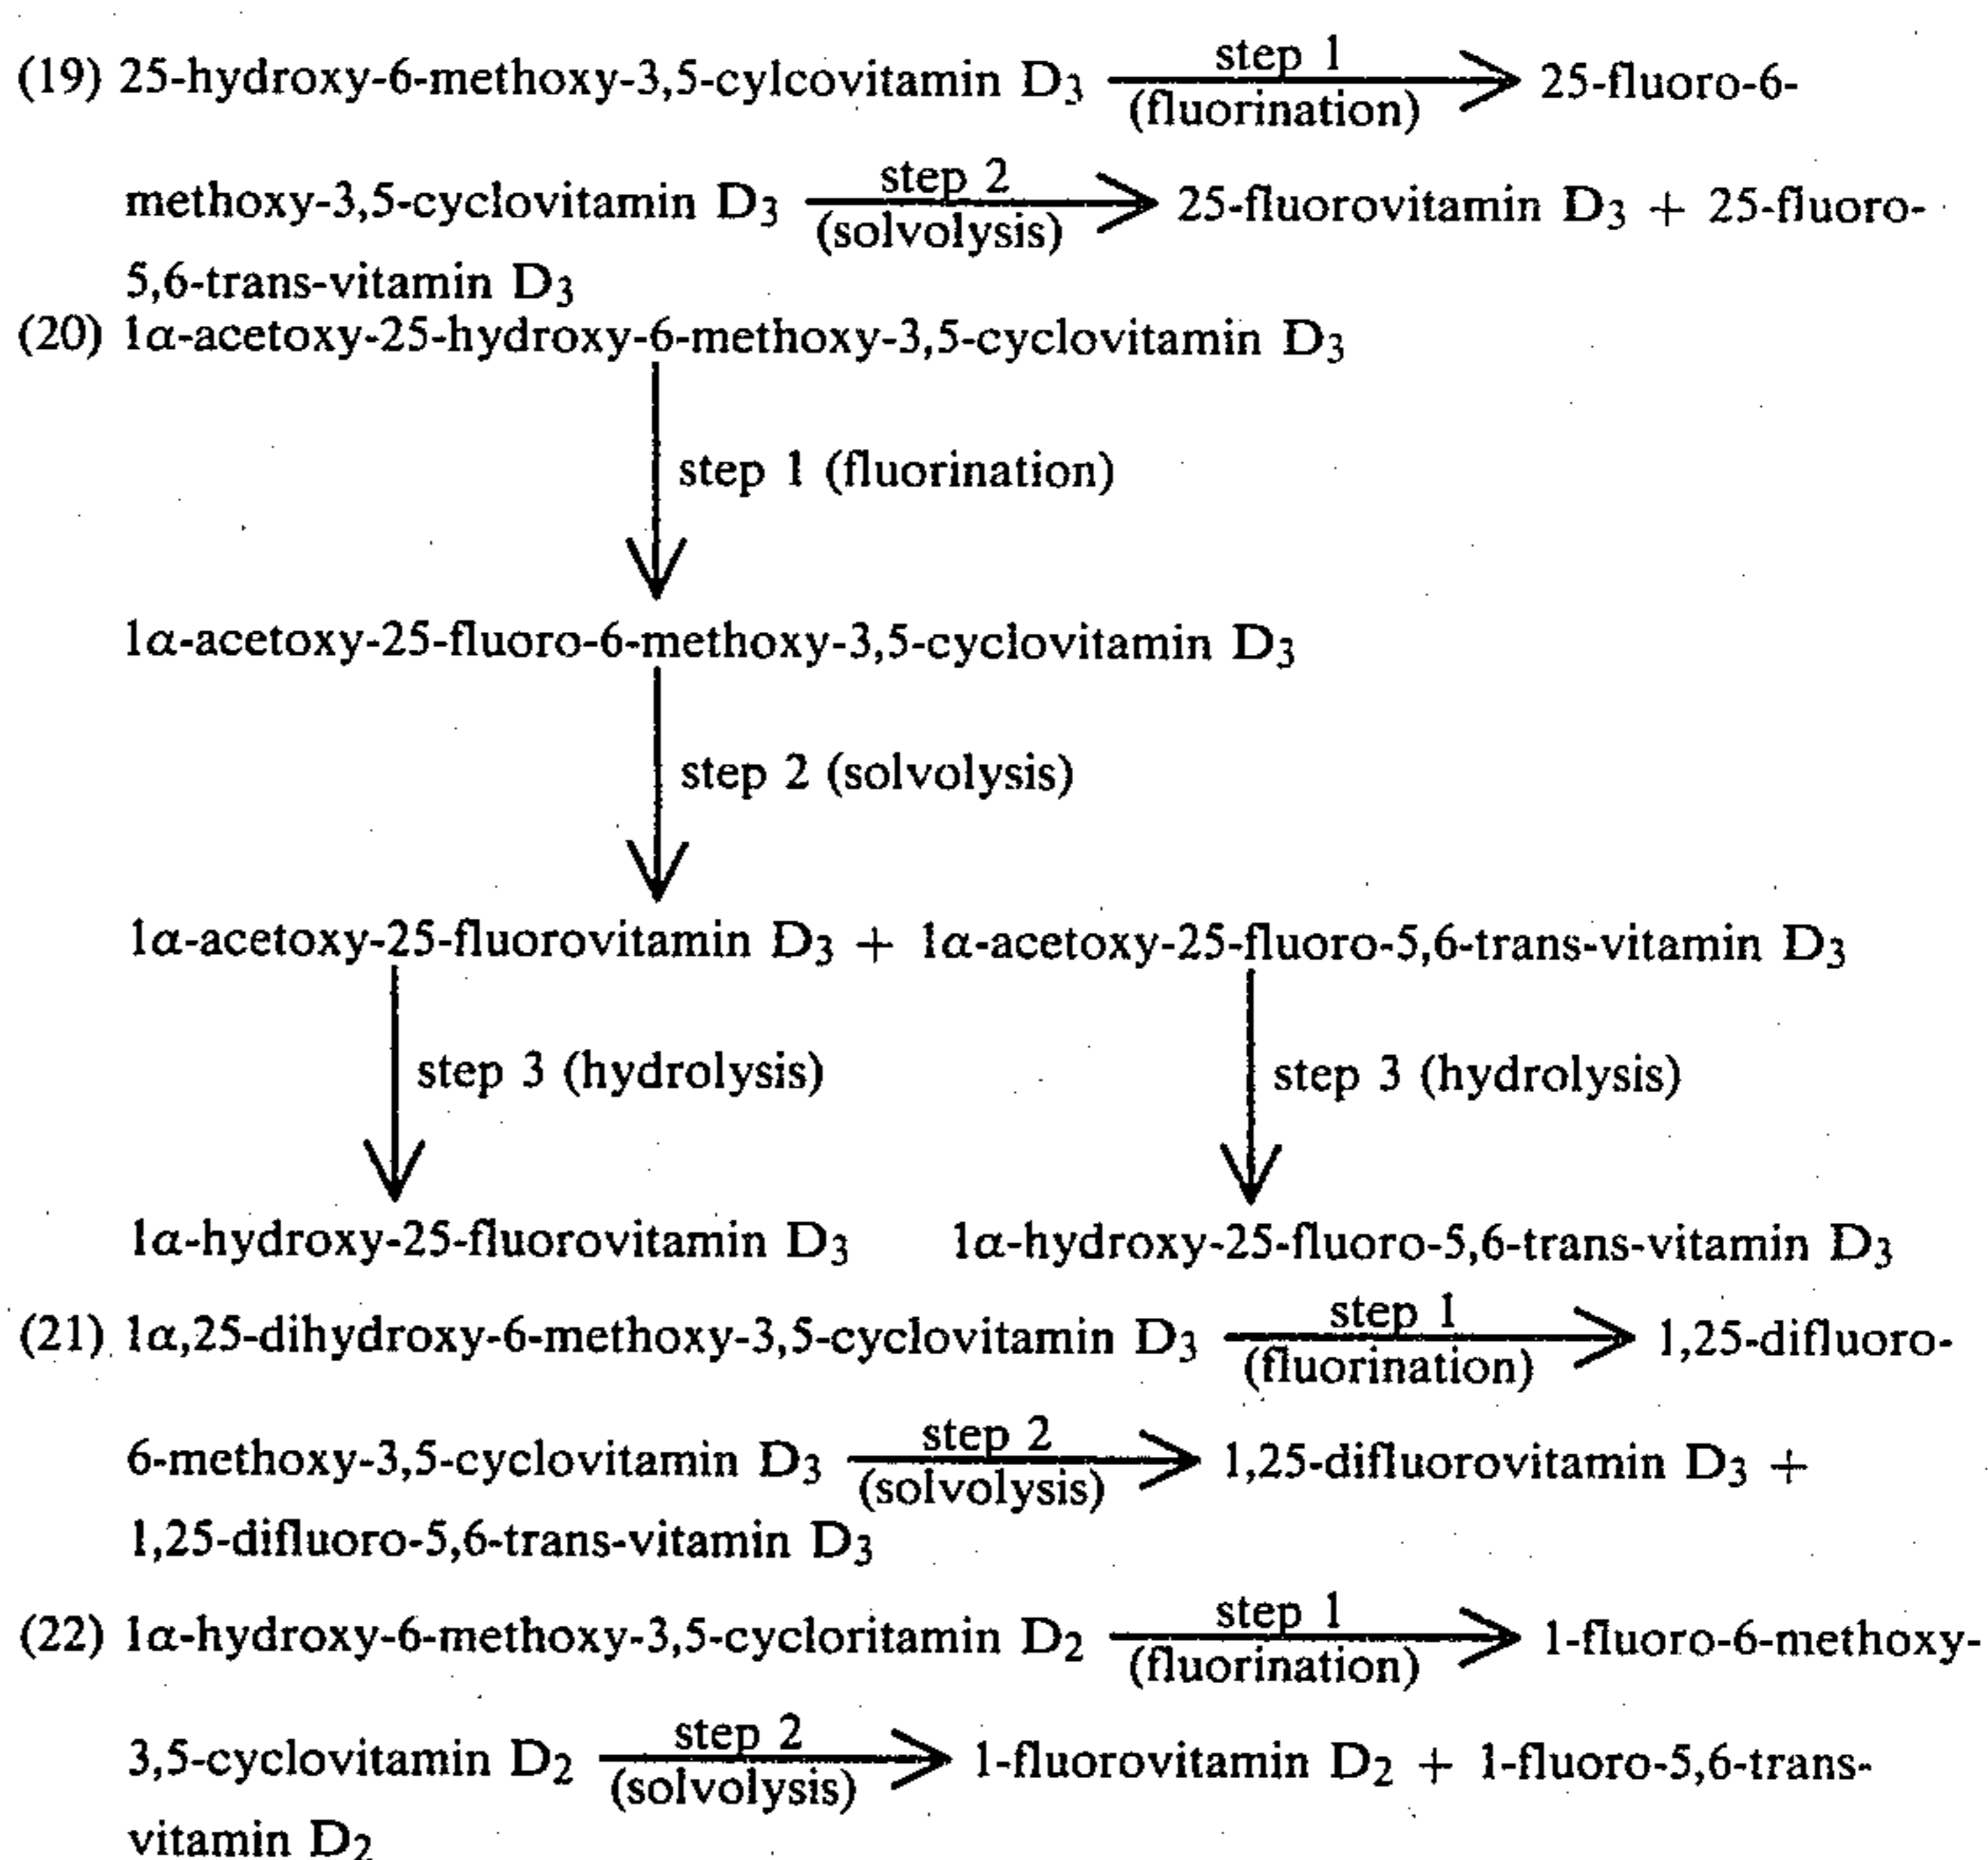 (19) 25-hydroxy-6-methoxy-3,5-cylcovitamin D3 step 1 (fluorination) 25-fluoro-6-
methoxy-3,5-cyclovitamin D3 step 2 (solvolysis) 25-fluorovitamin D3 + 25-fluoro-
5,6-trans-vitamin D3
(20) 1α-acetoxy-25-hydroxy-6-methoxy-3,5-cyclovitamin D3
step 1 (fluorination)
1α-acetoxy-25-fluoro-6-methoxy-3,5-cyclovitamin D3
step 2 (solvolysis)
1α-acetoxy-25-fluorovitamin D3 + 1α-acetoxy-25-fluoro-5,6-trans-vitamin D3
step 3 (hydrolysis) step 3 (hydrolysis)
1α-hydroxy-25-fluorovitamin D3 1α-hydroxy-25-fluoro-5,6-trans-vitamin D3
(21) 1α,25-dihydroxy-6-methoxy-3,5-cyclovitamin D3 step 1 (fluorination) 1,25-difluoro-
6-methoxy-3,5-cyclovitamin D3 step 2 (solvolysis) 1,25-difluorovitamin D3 +
1,25-difluoro-5,6-trans-vitamin D3
(22) 1α-hydroxy-6-methoxy-3,5-cycloritamin D2 step 1 (fluorination) 1-fluoro-6-methoxy-
3,5-cyclovitamin D2 step 2 (solvolysis) 1-fluorovitamin D2 + 1-fluoro-5,6-trans-
vitamin D2